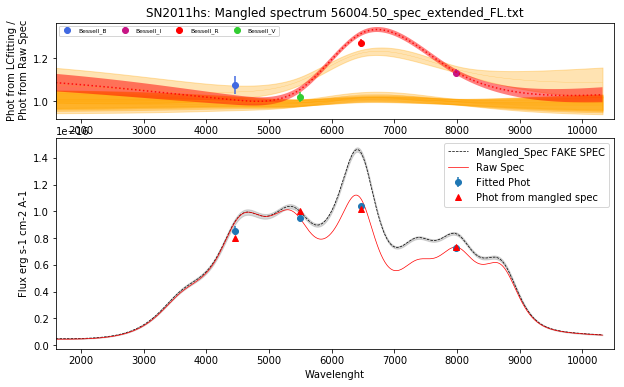 SN2011hs: Mangled spectrum 56004.50_spec_extended_FL.txt
Phot from LCfitting /
Phot from Raw Spec
Bessell_B
Bessell_I
Bessell_R
Bessell_V
1.2
1.0
2000 3000 4000 5000 6000 7000 8000 9000 10000
1e−16
Flux erg s-1 cm-2 A-1
1.4
1.2
1.0
0.8
0.6
0.4
0.2
0.0
Mangled_Spec FAKE SPEC
Raw Spec
Fitted Phot
Phot from mangled spec
2000 3000 4000 5000 6000 7000 8000 9000 10000
Wavelenght